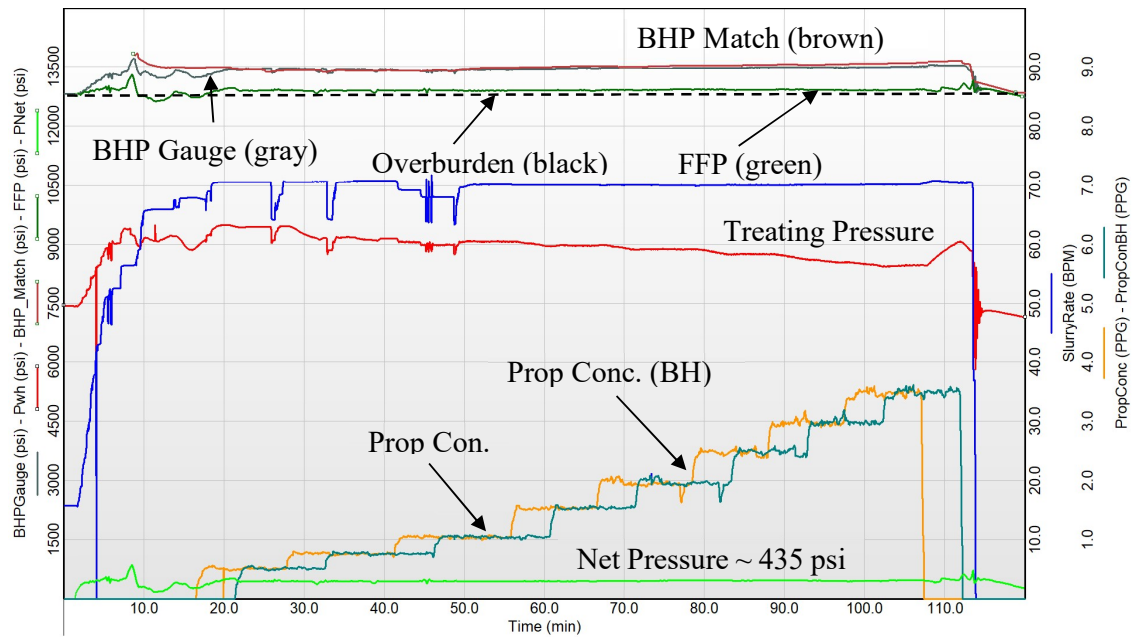 BHP Match (brown)
BHP Gauge (gray)
Overburden (black)
FFP (green)
Treating Pressure
Prop Conc. (BH)
Prop Con.
Net Pressure ~ 435 psi
BHPGauge (psi) - Pwh (psi) - BHP_Match (psi) - FFP (psi) - PNet (psi)
13500
12000
10500
9000
7500
6000
4500
3000
1500
90.0
80.0
70.0
60.0
50.0
40.0
30.0
20.0
10.0
SlurryRate (BPM)
9.0
8.0
7.0
6.0
5.0
4.0
3.0
2.0
1.0
PropConc (PPG) - PropConBH (PPG)
10.0 20.0 30.0 40.0 50.0 60.0 70.0 80.0 90.0 100.0 110.0
Time (min)